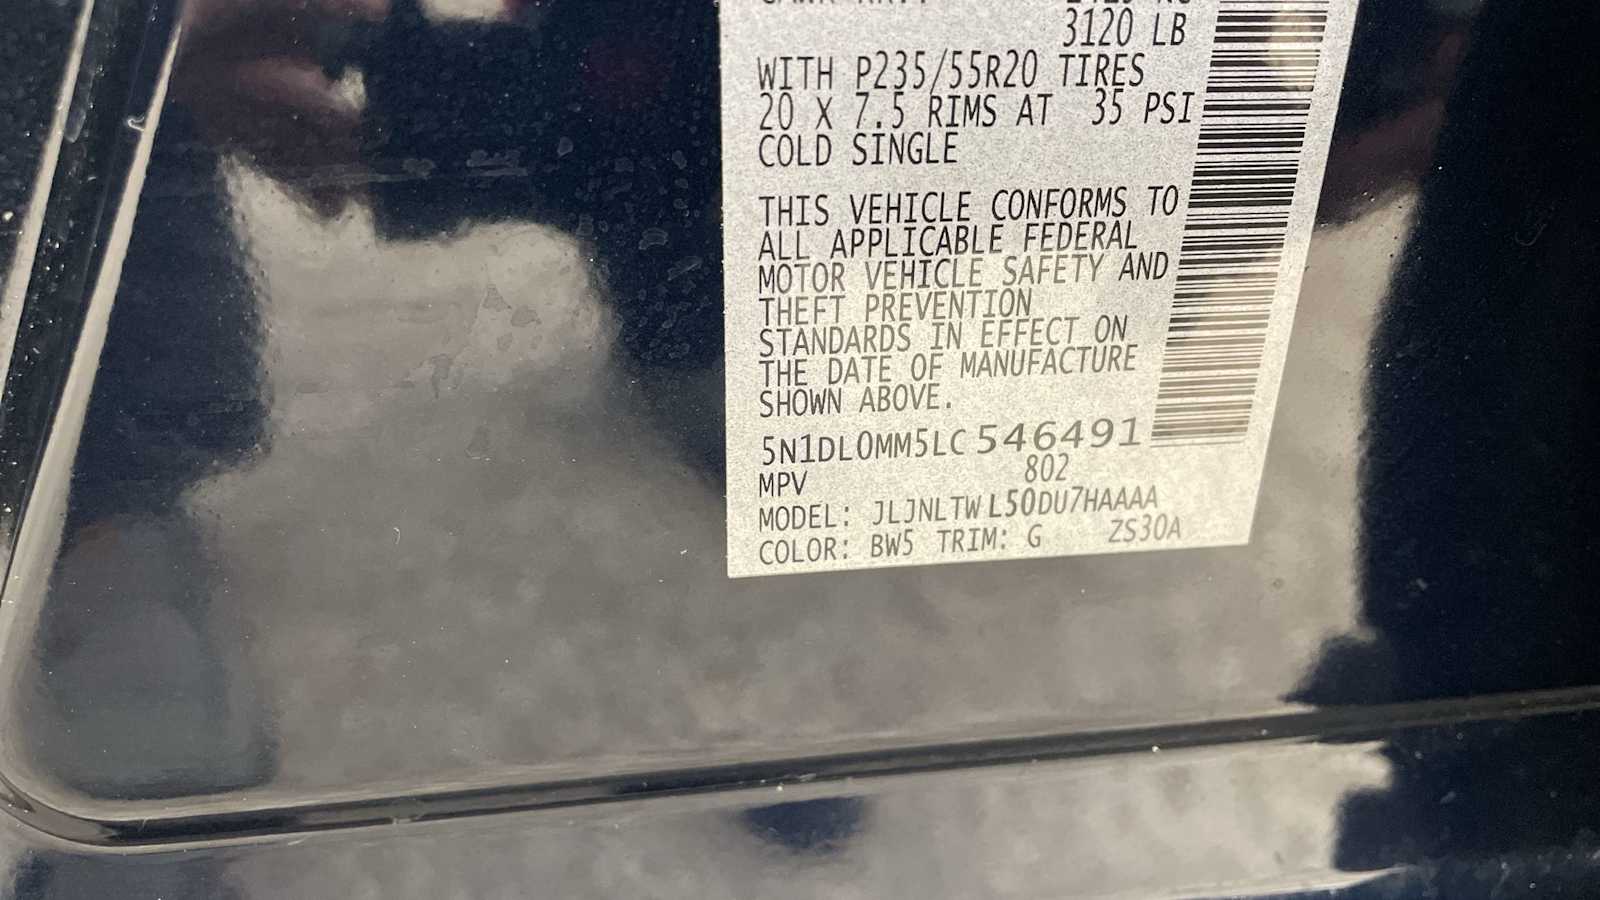 3120 LB
WITH P235/55R20 TIRES
20 X 7.5 RIMS AT 35 PSI
COLD SINGLE
THIS VEHICLE CONFORMS TO
ALL APPLICABLE FEDERAL
MOTOR VEHICLE SAFETY AND
THEFT PREVENTION
STANDARDS IN EFFECT ON
THE DATE OF MANUFACTURE
SHOWN ABOVE.
5N1DL0MM5LC 546491
MPV 802
MODEL: JLJNLTWL50DU7HAAAA
COLOR: BW5 TRIM: G ZS30A